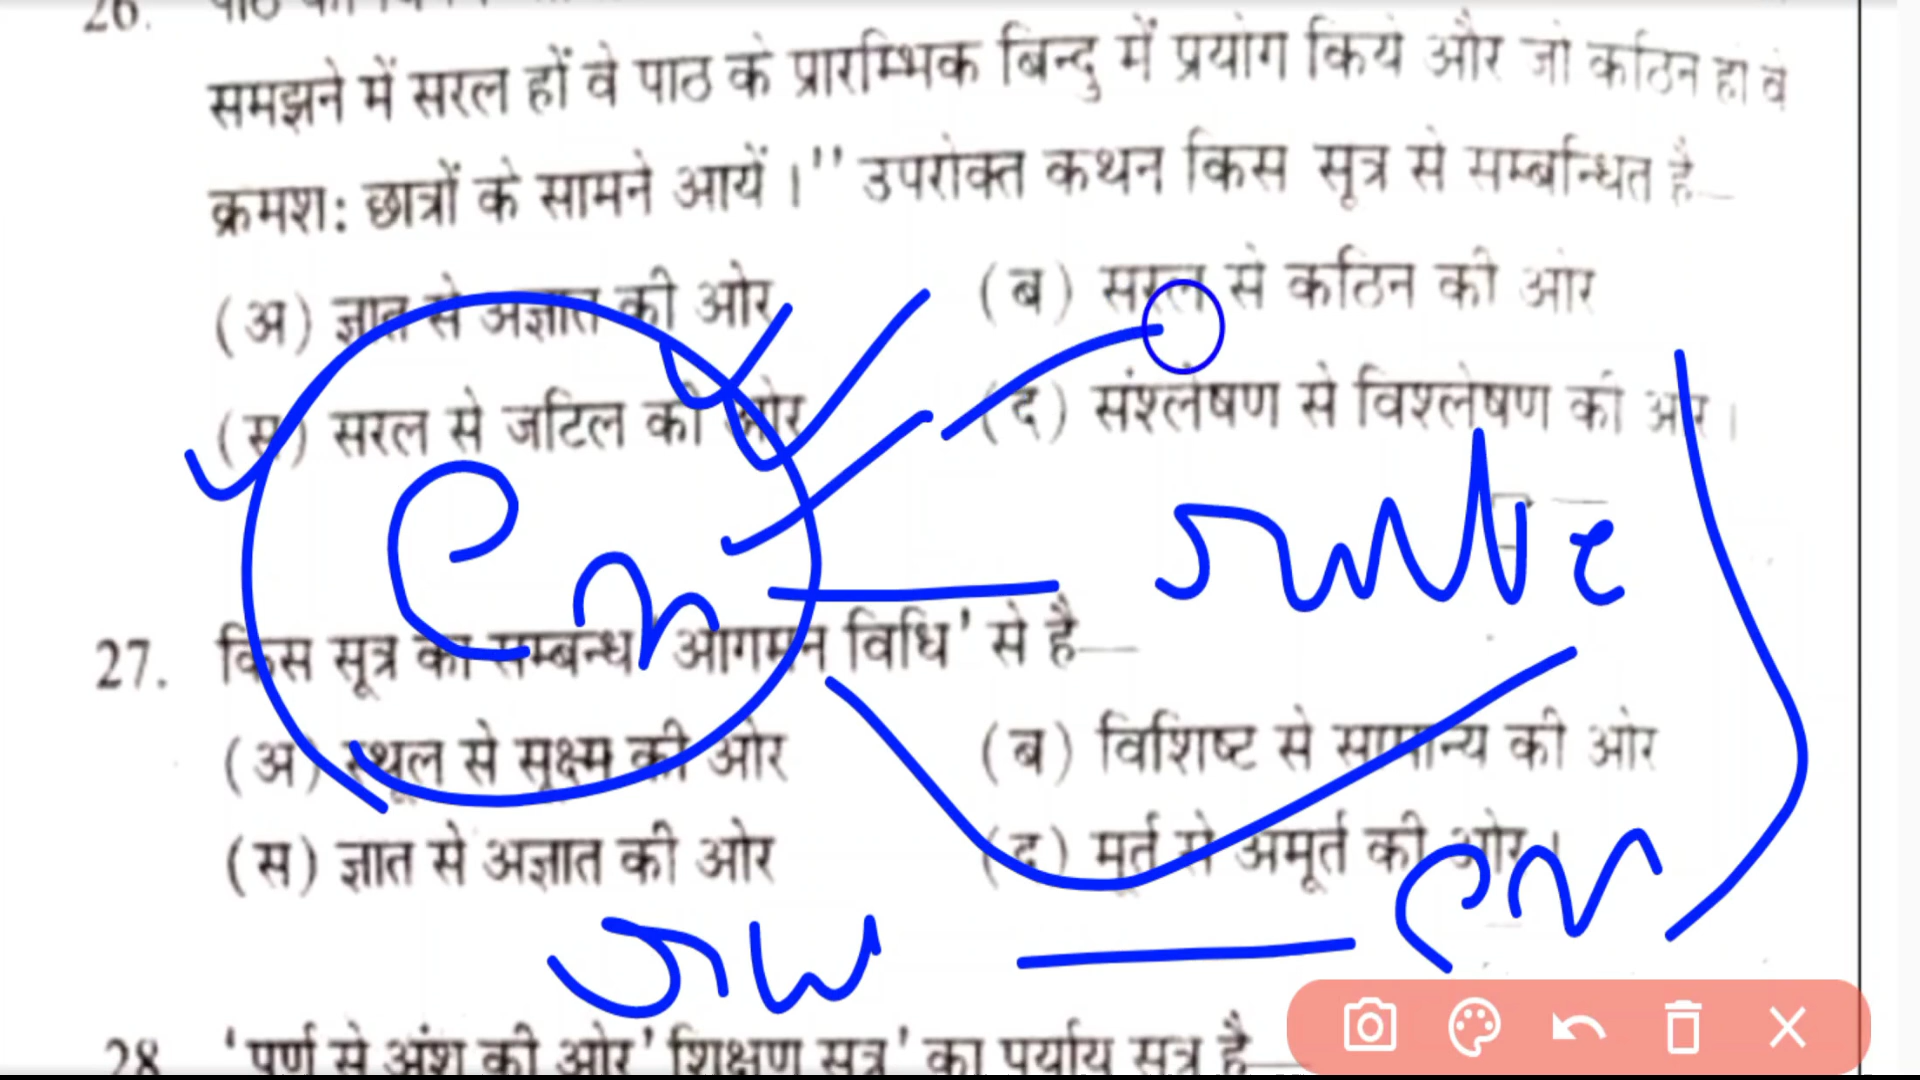 26. पाठ
समझने में सरल हों वे पाठ के प्रारम्भिक बिन्दु में प्रयोग किये और जो कठिन हों वे
क्रमशः छात्रों के सामने आयें।'' उपरोक्त कथन किस सूत्र से सम्बन्धित है—
(अ) ज्ञात से अज्ञात की ओर (ब) सरल से कठिन की ओर
(स) सरल से जटिल की ओर (द) संश्लेषण से विश्लेषण की ओर।
27. किस सूत्र का सम्बन्ध 'आगमन विधि' से है—
(अ) स्थूल से सूक्ष्म की ओर (ब) विशिष्ट से सामान्य की ओर
(स) ज्ञात से अज्ञात की ओर (द) मूर्त से अमूर्त की ओर।
28 'पूर्ण से अंश की ओर' शिक्षण सूत्र' का पर्याय सूत्र है—